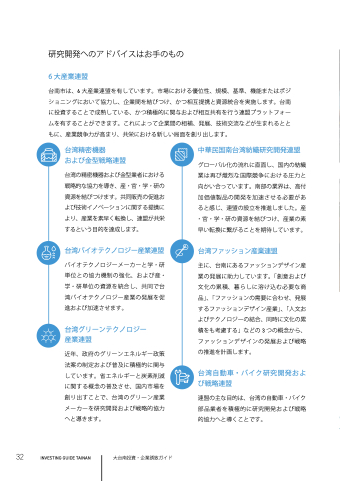 研究開発へのアドバイスはお手のもの
6 大産業連盟
台南市は、6 大産業連盟を有しています。市場における優位性、規模、基準、機能またはポジ
ショニングにおいて協力し、企業間を結びつけ、かつ相互提携と資源統合を実施します。台南
に投資することで成熟している、かつ積極的に関与および相互共有を行う連盟プラットフォー
ムを有することができます。これによって企業間の相補、発展、技術交流などが生まれるとと
もに、産業競争力が高まり、共栄における新しい局面を創り出します。
台湾精密機器
および金型戦略連盟
台湾の精密機器および金型業者における
戦略的な協力を導き、産・官・学・研の
資源を結びつけます。共同販売の促進お
よび技術イノベーションに関する提携に
より、産業を素早く転換し、連盟が共栄
するという目的を達成します。
台湾バイオテクノロジー産業連盟
バイオテクノロジーメーカーと学・研
単位との協力機制の強化、および産・
学・研単位の資源を統合し、共同で台
湾バイオテクノロジー産業の発展を促
進および加速させます。
台湾グリーンテクノロジー
産業連盟
近年、政府のグリーンエネルギー政策
法案の制定および普及に積極的に関与
しています。省エネルギーと炭素削減
に関する概念の普及させ、国内市場を
創り出すことで、台湾のグリーン産業
メーカーを研究開発および戦略的協力
へと導きます。
中華民国南台湾紡織研究開発連盟
グローバル化の流れに直面し、国内の紡織
業は再び熾烈な国際競争における圧力と
向かい合っています。南部の業界は、高付
加価値製品の開発を加速させる必要があ
ると感じ、連盟の設立を推進しました。産
・官・学・研の資源を結びつけ、産業の素
早い転換に繋がることを期待しています。
台湾ファッション産業連盟
主に、台南にあるファッションデザイン産
業の発展に助力しています。「創意および
文化の累積、暮らしに溶け込む必要な商
品」、「ファッションの需要に合わせ、発展
するファッションデザイン産業」、「人文お
よびテクノロジーの結合、同時に文化の累
積をも考慮する」などの 3 つの概念から、
ファッションデザインの発展および戦略
の推進を計画します。
台湾自動車・バイク研究開発およ
び戦略連盟
連盟の主な目的は、台湾の自動車・バイク
部品業者を積極的に研究開発および戦略
的協力へと導くことです。
32 INVESTING GUIDE TAINAN 大台南投資・企業誘致ガイド